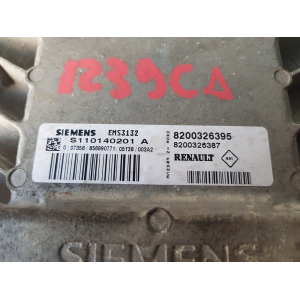 1239CA
SIEMENS EMS3132
S110140201 A
8200326395
8200326387
RENAULT
SIEMENS